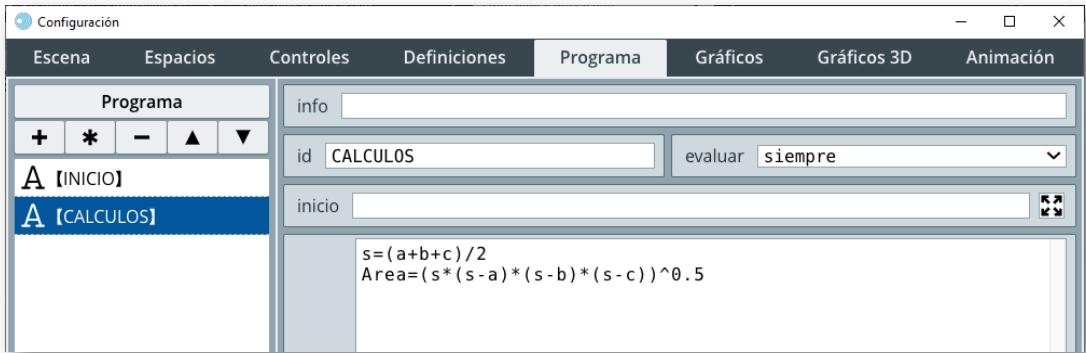 Configuración
Escena Espacios Controles Definiciones Programa Gráficos Gráficos 3D Animación
Programa
+ * − ▲ ▼
A 【INICIO】
A 【CALCULOS】
info
id CALCULOS evaluar siempre
inicio
s=(a+b+c)/2
Area=(s*(s-a)*(s-b)*(s-c))^0.5